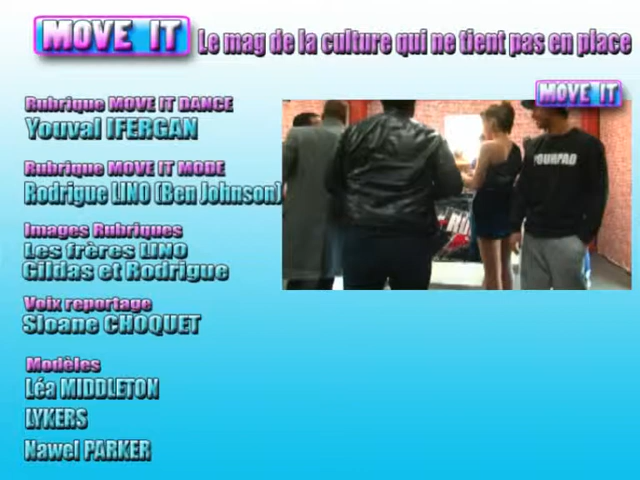 MOVE IT
Le mag de la culture qui ne tient pas en place
MOVE IT
Rubrique MOVE IT DANCE
Youval IFERGAN
Rubrique MOVE IT MODE
Rodrigue LINO (Ben Johnson)
Images Rubriques
Les frères LINO
Gildas et Rodrigue
Voix reportage
Sloane CHOQUET
Modèles
Léa MIDDLETON
LYKERS
Nawel PARKER